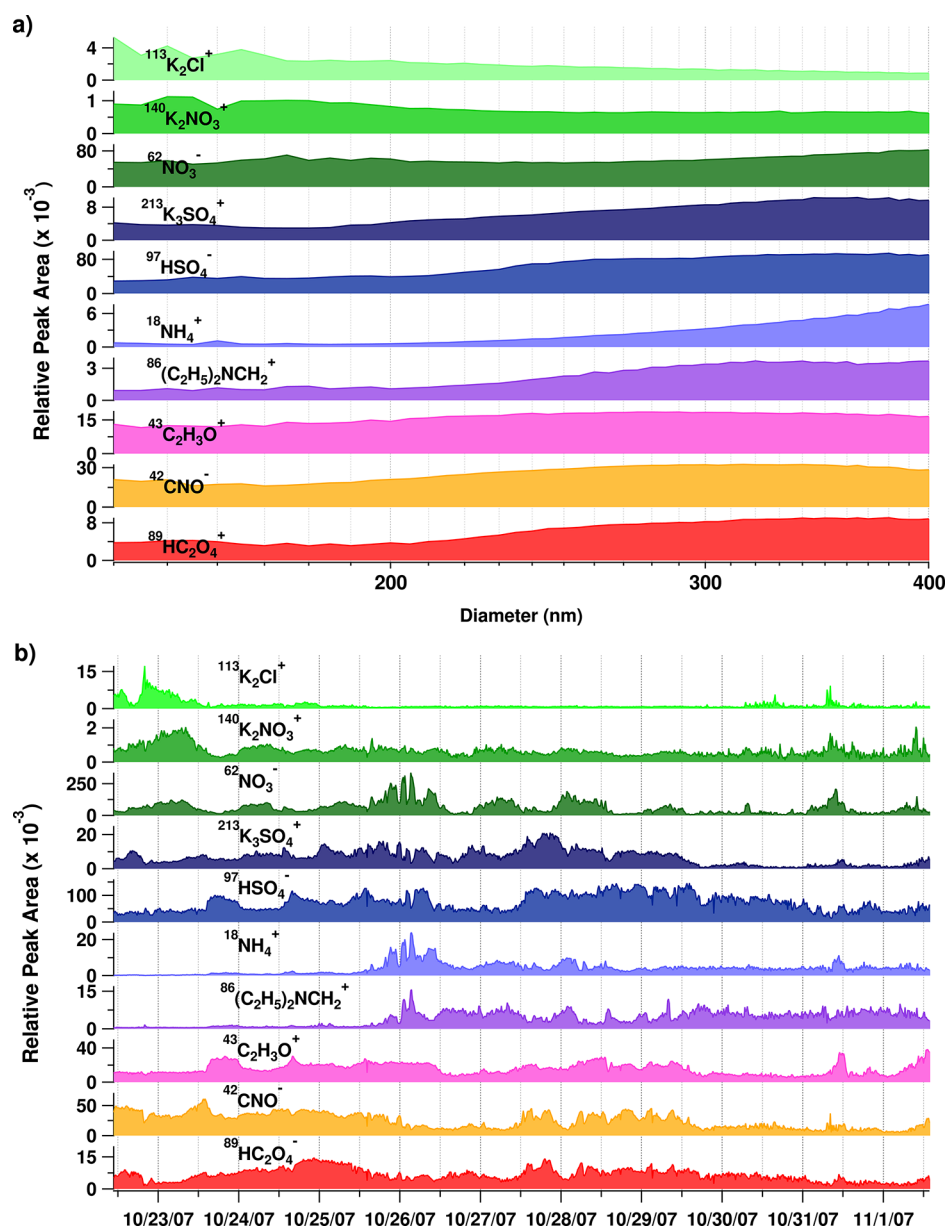 a)
Relative Peak Area (x 10⁻³)
4
0
¹¹³K₂Cl⁺
1
0
¹⁴⁰K₂NO₃⁺
80
0
⁶²NO₃⁻
8
0
²¹³K₃SO₄⁺
80
0
⁹⁷HSO₄⁻
6
0
¹⁸NH₄⁺
3
0
⁸⁶(C₂H₅)₂NCH₂⁺
15
0
⁴³C₂H₃O⁺
30
0
⁴²CNO⁻
8
0
⁸⁹HC₂O₄⁺
200 300 400
Diameter (nm)
b)
Relative Peak Area (x 10⁻³)
15
0
¹¹³K₂Cl⁺
2
0
¹⁴⁰K₂NO₃⁺
250
0
⁶²NO₃⁻
20
0
²¹³K₃SO₄⁺
100
0
⁹⁷HSO₄⁻
20
0
¹⁸NH₄⁺
15
0
⁸⁶(C₂H₅)₂NCH₂⁺
40
0
⁴³C₂H₃O⁺
50
0
⁴²CNO⁻
15
0
⁸⁹HC₂O₄⁻
10/23/07 10/24/07 10/25/07 10/26/07 10/27/07 10/28/07 10/29/07 10/30/07 10/31/07 11/1/07